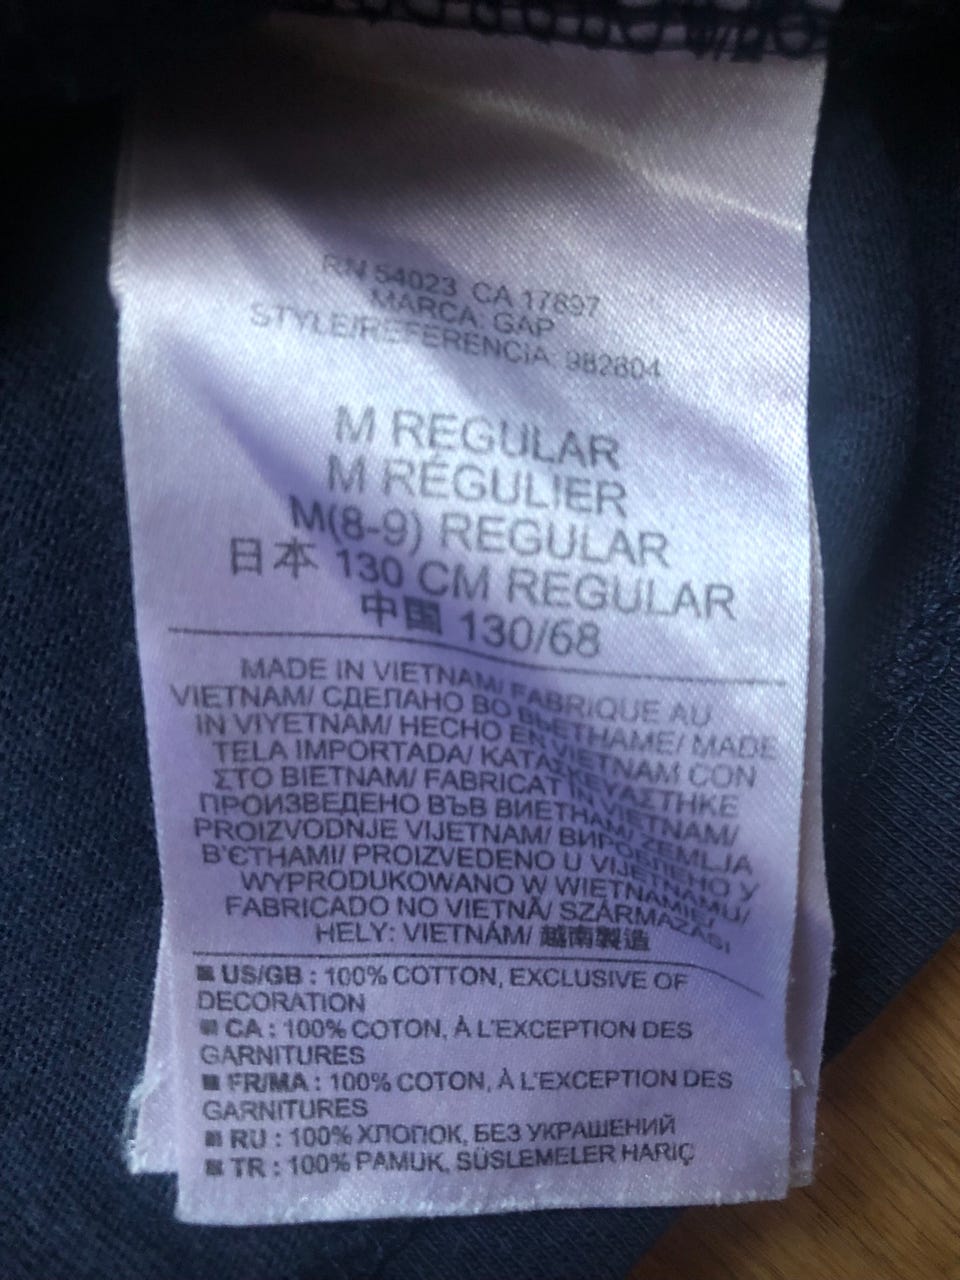 RN 54023 CA 17897
MARCA: GAP
STYLE/REFERENCIA: 982804
M REGULAR
M RÉGULIER
M(8-9) REGULAR
日本 130 CM REGULAR
中国 130/68
MADE IN VIETNAM/ FABRIQUE AU
VIETNAM/ СДЕЛАНО ВО ВЬЕТНАМЕ/ MADE
IN VIYETNAM/ HECHO EN VIETNAM CON
TELA IMPORTADA/ ΚΑΤΑΣΚΕΥΑΣΤΗΚΕ
ΣΤΟ ΒΙΕΤΝΑΜ/ FABRICAT IN VIETNAM/
ПРОИЗВЕДЕНО ВЪВ ВИЕТНАМ/ ZEMLJA
PROIZVODNJE VIJETNAM/ ВИРОБЛЕНО У
В'ЄТНАМІ/ PROIZVEDENO U VIJETNAMU/
WYPRODUKOWANO W WIETNAMIE/
FABRICADO NO VIETNÃ/ SZÁRMAZÁSI
HELY: VIETNÁM/ 越南製造
■ US/GB : 100% COTTON, EXCLUSIVE OF
DECORATION
■ CA : 100% COTON, À L'EXCEPTION DES
GARNITURES
■ FR/MA : 100% COTON, À L'EXCEPTION DES
GARNITURES
■ RU : 100% ХЛОПОК, БЕЗ УКРАШЕНИЙ
■ TR : 100% PAMUK, SÜSLEMELER HARİÇ